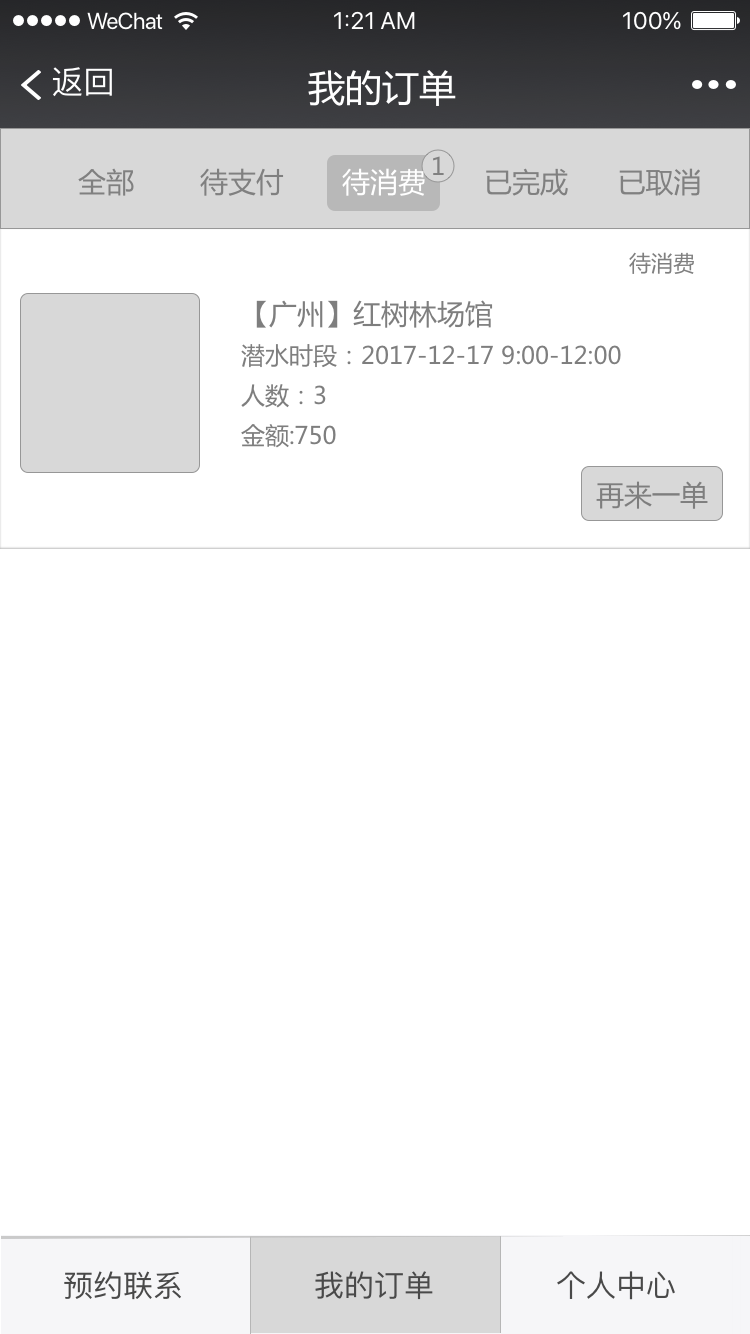 WeChat 1:21 AM 100%
返回 我的订单
全部 待支付 待消费 1 已完成 已取消
待消费
【广州】红树林场馆
潜水时段：2017-12-17 9:00-12:00
人数：3
金额:750
再来一单
预约联系 我的订单 个人中心